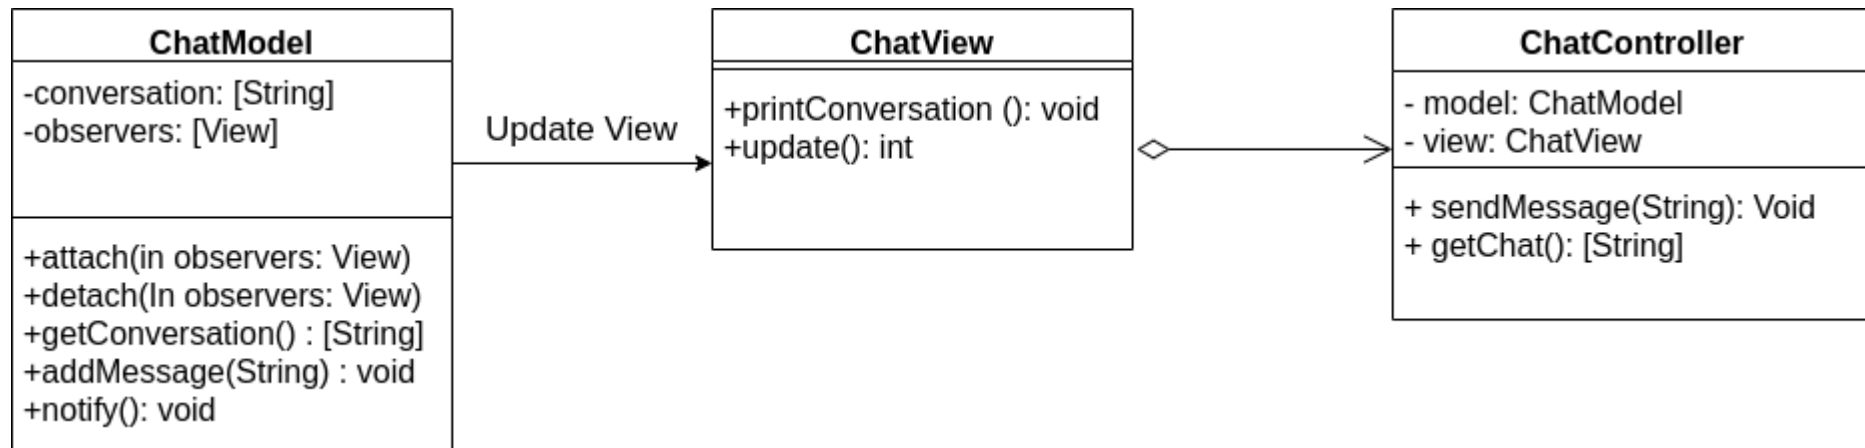 ChatModel
-conversation: [String]
-observers: [View]
+attach(in observers: View)
+detach(In observers: View)
+getConversation() : [String]
+addMessage(String) : void
+notify(): void
Update View
ChatView
+printConversation (): void
+update(): int
ChatController
- model: ChatModel
- view: ChatView
+ sendMessage(String): Void
+ getChat(): [String]